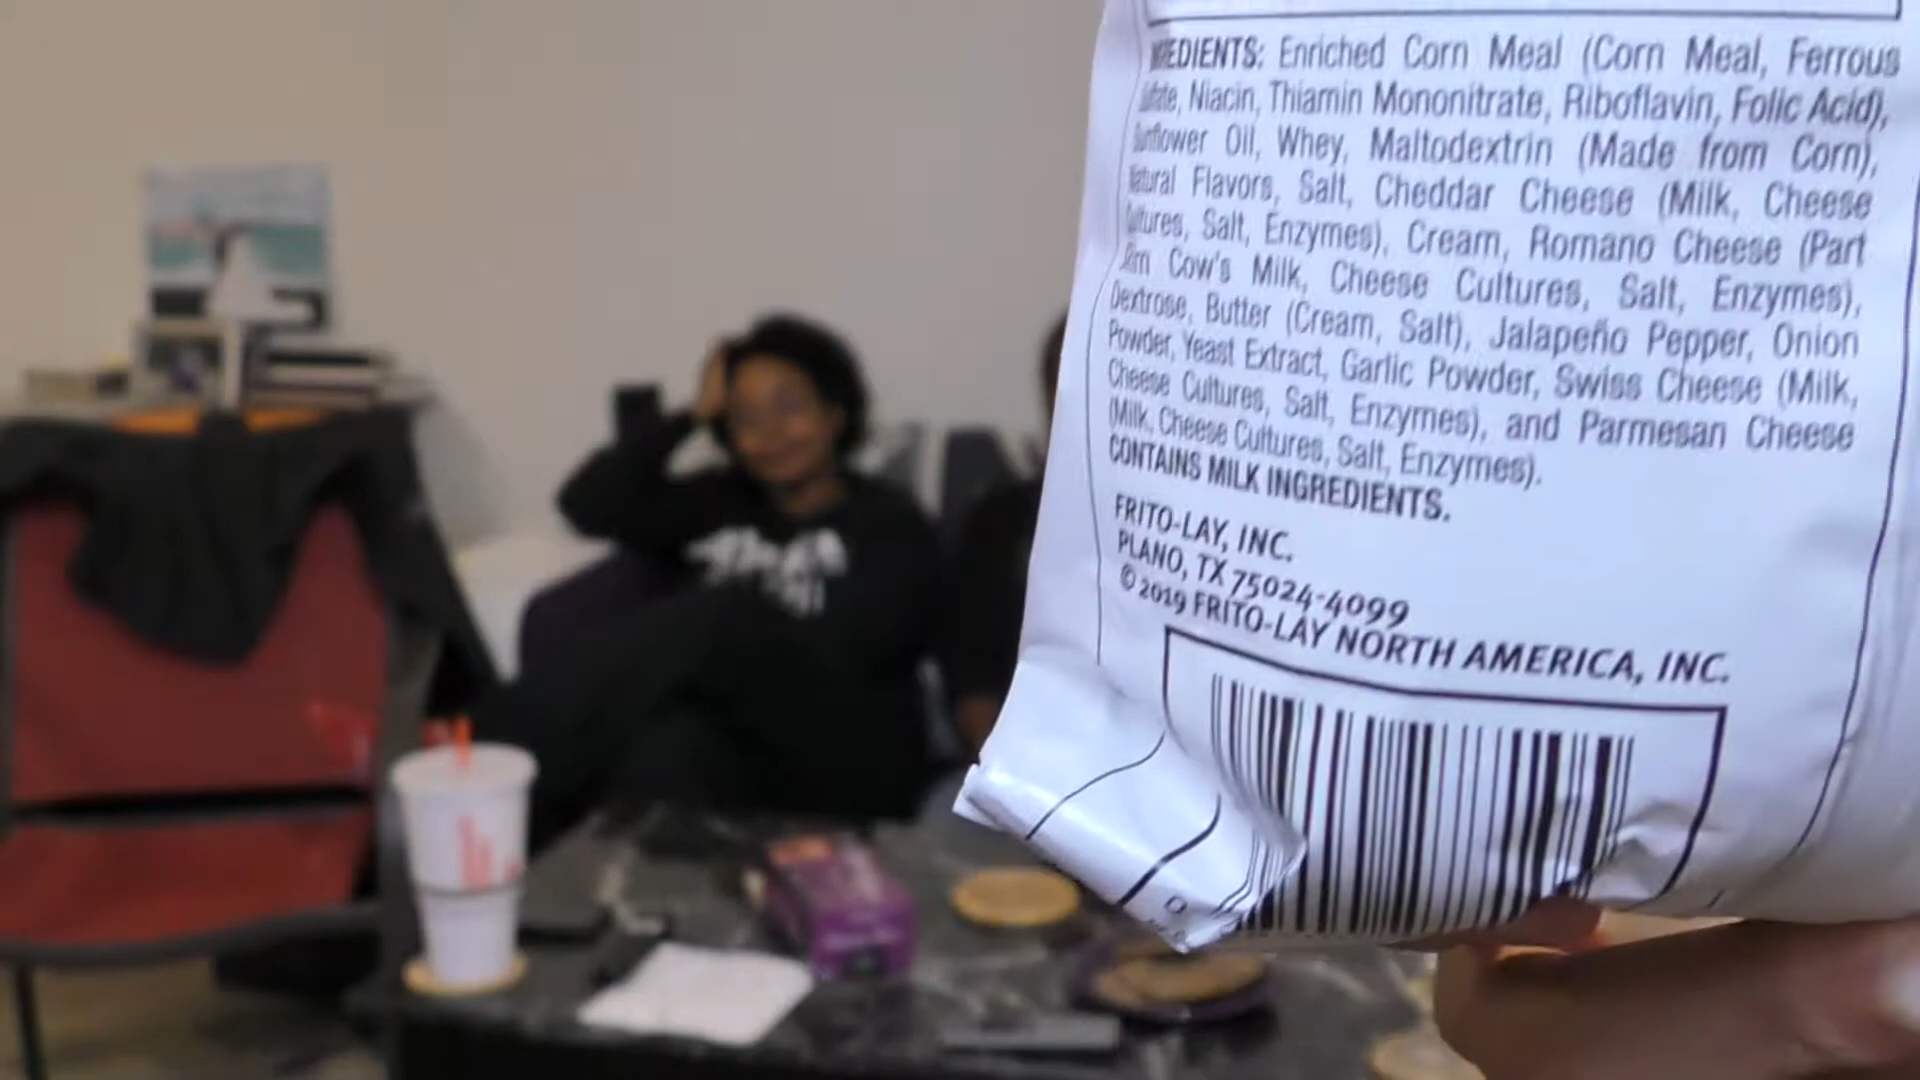 INGREDIENTS: Enriched Corn Meal (Corn Meal, Ferrous
Sulfate, Niacin, Thiamin Mononitrate, Riboflavin, Folic Acid),
Sunflower Oil, Whey, Maltodextrin (Made from Corn),
Natural Flavors, Salt, Cheddar Cheese (Milk, Cheese
Cultures, Salt, Enzymes), Cream, Romano Cheese (Part
Skim Cow's Milk, Cheese Cultures, Salt, Enzymes),
Dextrose, Butter (Cream, Salt), Jalapeño Pepper, Onion
Powder, Yeast Extract, Garlic Powder, Swiss Cheese (Milk,
Cheese Cultures, Salt, Enzymes), and Parmesan Cheese
(Milk, Cheese Cultures, Salt, Enzymes).
CONTAINS MILK INGREDIENTS.
FRITO-LAY, INC.
PLANO, TX 75024-4099
© 2019 FRITO-LAY NORTH AMERICA, INC.